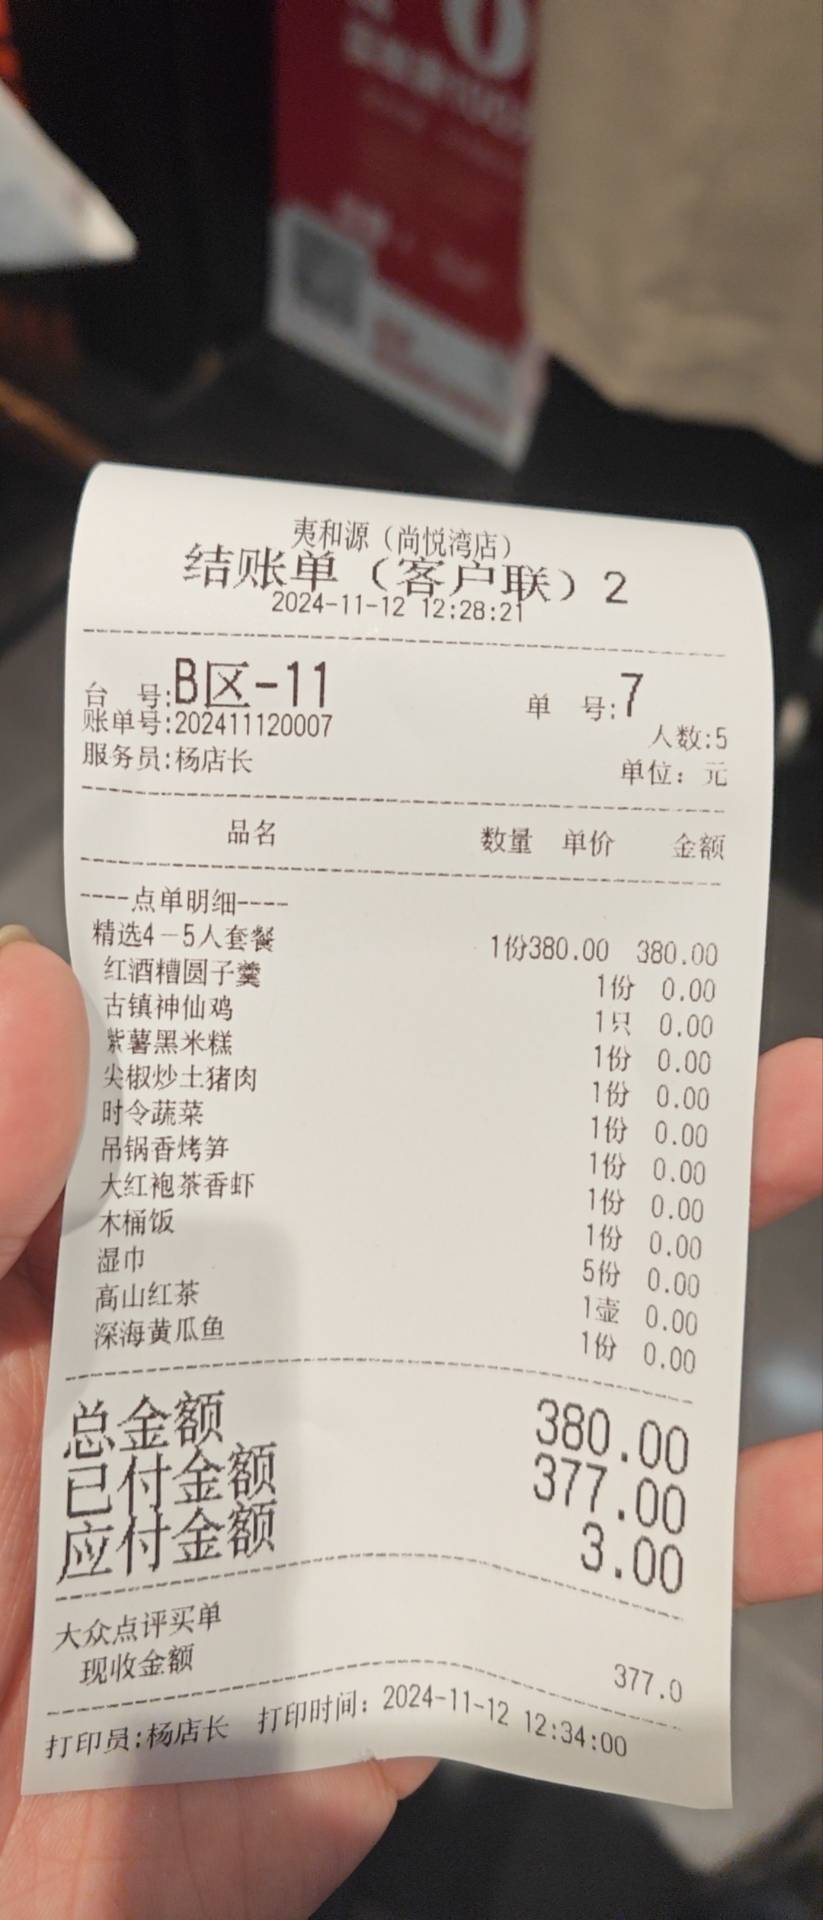 夷和源（尚悦湾店）
结账单（客户联）2
2024-11-12 12:28:21
台 号:B区-11 单 号:7
账单号:202411120007 人数:5
服务员:杨店长 单位：元
品名 数量 单价 金额
----点单明细----
精选4-5人套餐 1份380.00 380.00
红酒糟圆子羹 1份 0.00
古镇神仙鸡 1只 0.00
紫薯黑米糕 1份 0.00
尖椒炒土猪肉 1份 0.00
时令蔬菜 1份 0.00
吊锅香烤笋 1份 0.00
大红袍茶香虾 1份 0.00
木桶饭 1份 0.00
湿巾 5份 0.00
高山红茶 1壶 0.00
深海黄瓜鱼 1份 0.00
总金额 380.00
已付金额 377.00
应付金额 3.00
大众点评买单
现收金额 377.0
打印员:杨店长 打印时间：2024-11-12 12:34:00